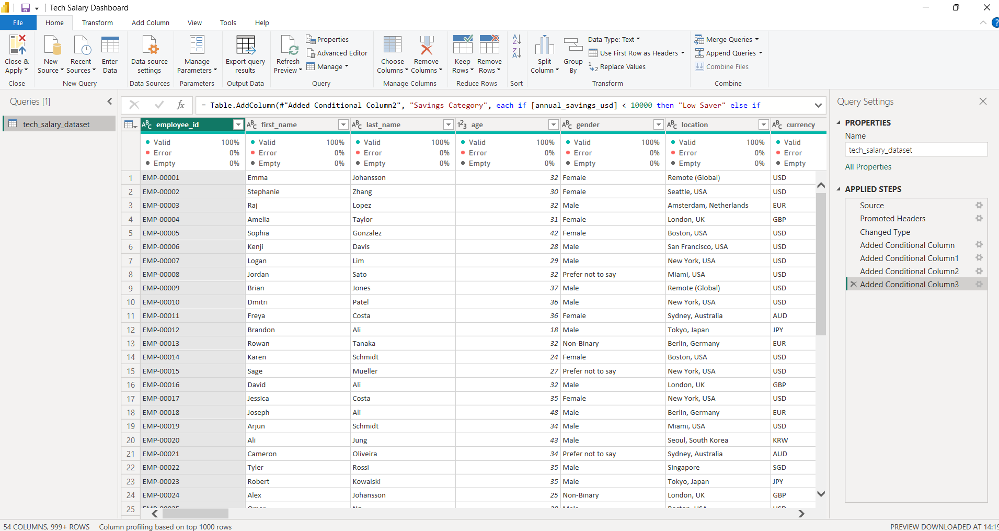 Tech Salary Dashboard
File Home Transform Add Column View Tools Help
Close & Apply
New Source
Recent Sources
Enter Data
Data source settings
Manage Parameters
Export query results
Refresh Preview
Properties
Advanced Editor
Manage
Choose Columns
Remove Columns
Keep Rows
Remove Rows
Split Column
Group By
Data Type: Text
Use First Row as Headers
Replace Values
Merge Queries
Append Queries
Combine Files
Close New Query Data Sources Parameters Output Data Query Manage Columns Reduce Rows Sort Transform Combine
Queries [1]
tech_salary_dataset
fx = Table.AddColumn(#"Added Conditional Column2", "Savings Category", each if [annual_savings_usd] < 10000 then "Low Saver" else if
employee_id first_name last_name age gender location currency
Valid 100% Valid 100% Valid 100% Valid 100% Valid 100% Valid 100% Valid
Error 0% Error 0% Error 0% Error 0% Error 0% Error 0% Error
Empty 0% Empty 0% Empty 0% Empty 0% Empty 0% Empty 0% Empty
1 EMP-00001 Emma Johansson 32 Female Remote (Global) USD
2 EMP-00002 Stephanie Zhang 30 Female Seattle, USA USD
3 EMP-00003 Raj Lopez 32 Male Amsterdam, Netherlands EUR
4 EMP-00004 Amelia Taylor 31 Female London, UK GBP
5 EMP-00005 Sophia Gonzalez 42 Female Boston, USA USD
6 EMP-00006 Kenji Davis 28 Male San Francisco, USA USD
7 EMP-00007 Logan Lim 29 Male New York, USA USD
8 EMP-00008 Jordan Sato 32 Prefer not to say Miami, USA USD
9 EMP-00009 Brian Jones 37 Male Remote (Global) USD
10 EMP-00010 Dmitri Patel 36 Male New York, USA USD
11 EMP-00011 Freya Costa 36 Female Sydney, Australia AUD
12 EMP-00012 Brandon Ali 18 Male Tokyo, Japan JPY
13 EMP-00013 Rowan Tanaka 32 Non-Binary Berlin, Germany EUR
14 EMP-00014 Karen Schmidt 24 Female Boston, USA USD
15 EMP-00015 Sage Mueller 27 Prefer not to say New York, USA USD
16 EMP-00016 David Ali 32 Male London, UK GBP
17 EMP-00017 Jessica Costa 35 Female New York, USA USD
18 EMP-00018 Joseph Ali 48 Male Berlin, Germany EUR
19 EMP-00019 Arjun Schmidt 34 Male Miami, USA USD
20 EMP-00020 Ali Jung 43 Male Seoul, South Korea KRW
21 EMP-00021 Cameron Oliveira 34 Prefer not to say Sydney, Australia AUD
22 EMP-00022 Tyler Rossi 35 Male Singapore SGD
23 EMP-00023 Robert Kowalski 35 Male Tokyo, Japan JPY
24 EMP-00024 Alex Johansson 25 Non-Binary London, UK GBP
25
Query Settings
PROPERTIES
Name
tech_salary_dataset
All Properties
APPLIED STEPS
Source
Promoted Headers
Changed Type
Added Conditional Column
Added Conditional Column1
Added Conditional Column2
Added Conditional Column3
54 COLUMNS, 999+ ROWS Column profiling based on top 1000 rows PREVIEW DOWNLOADED AT 14:19